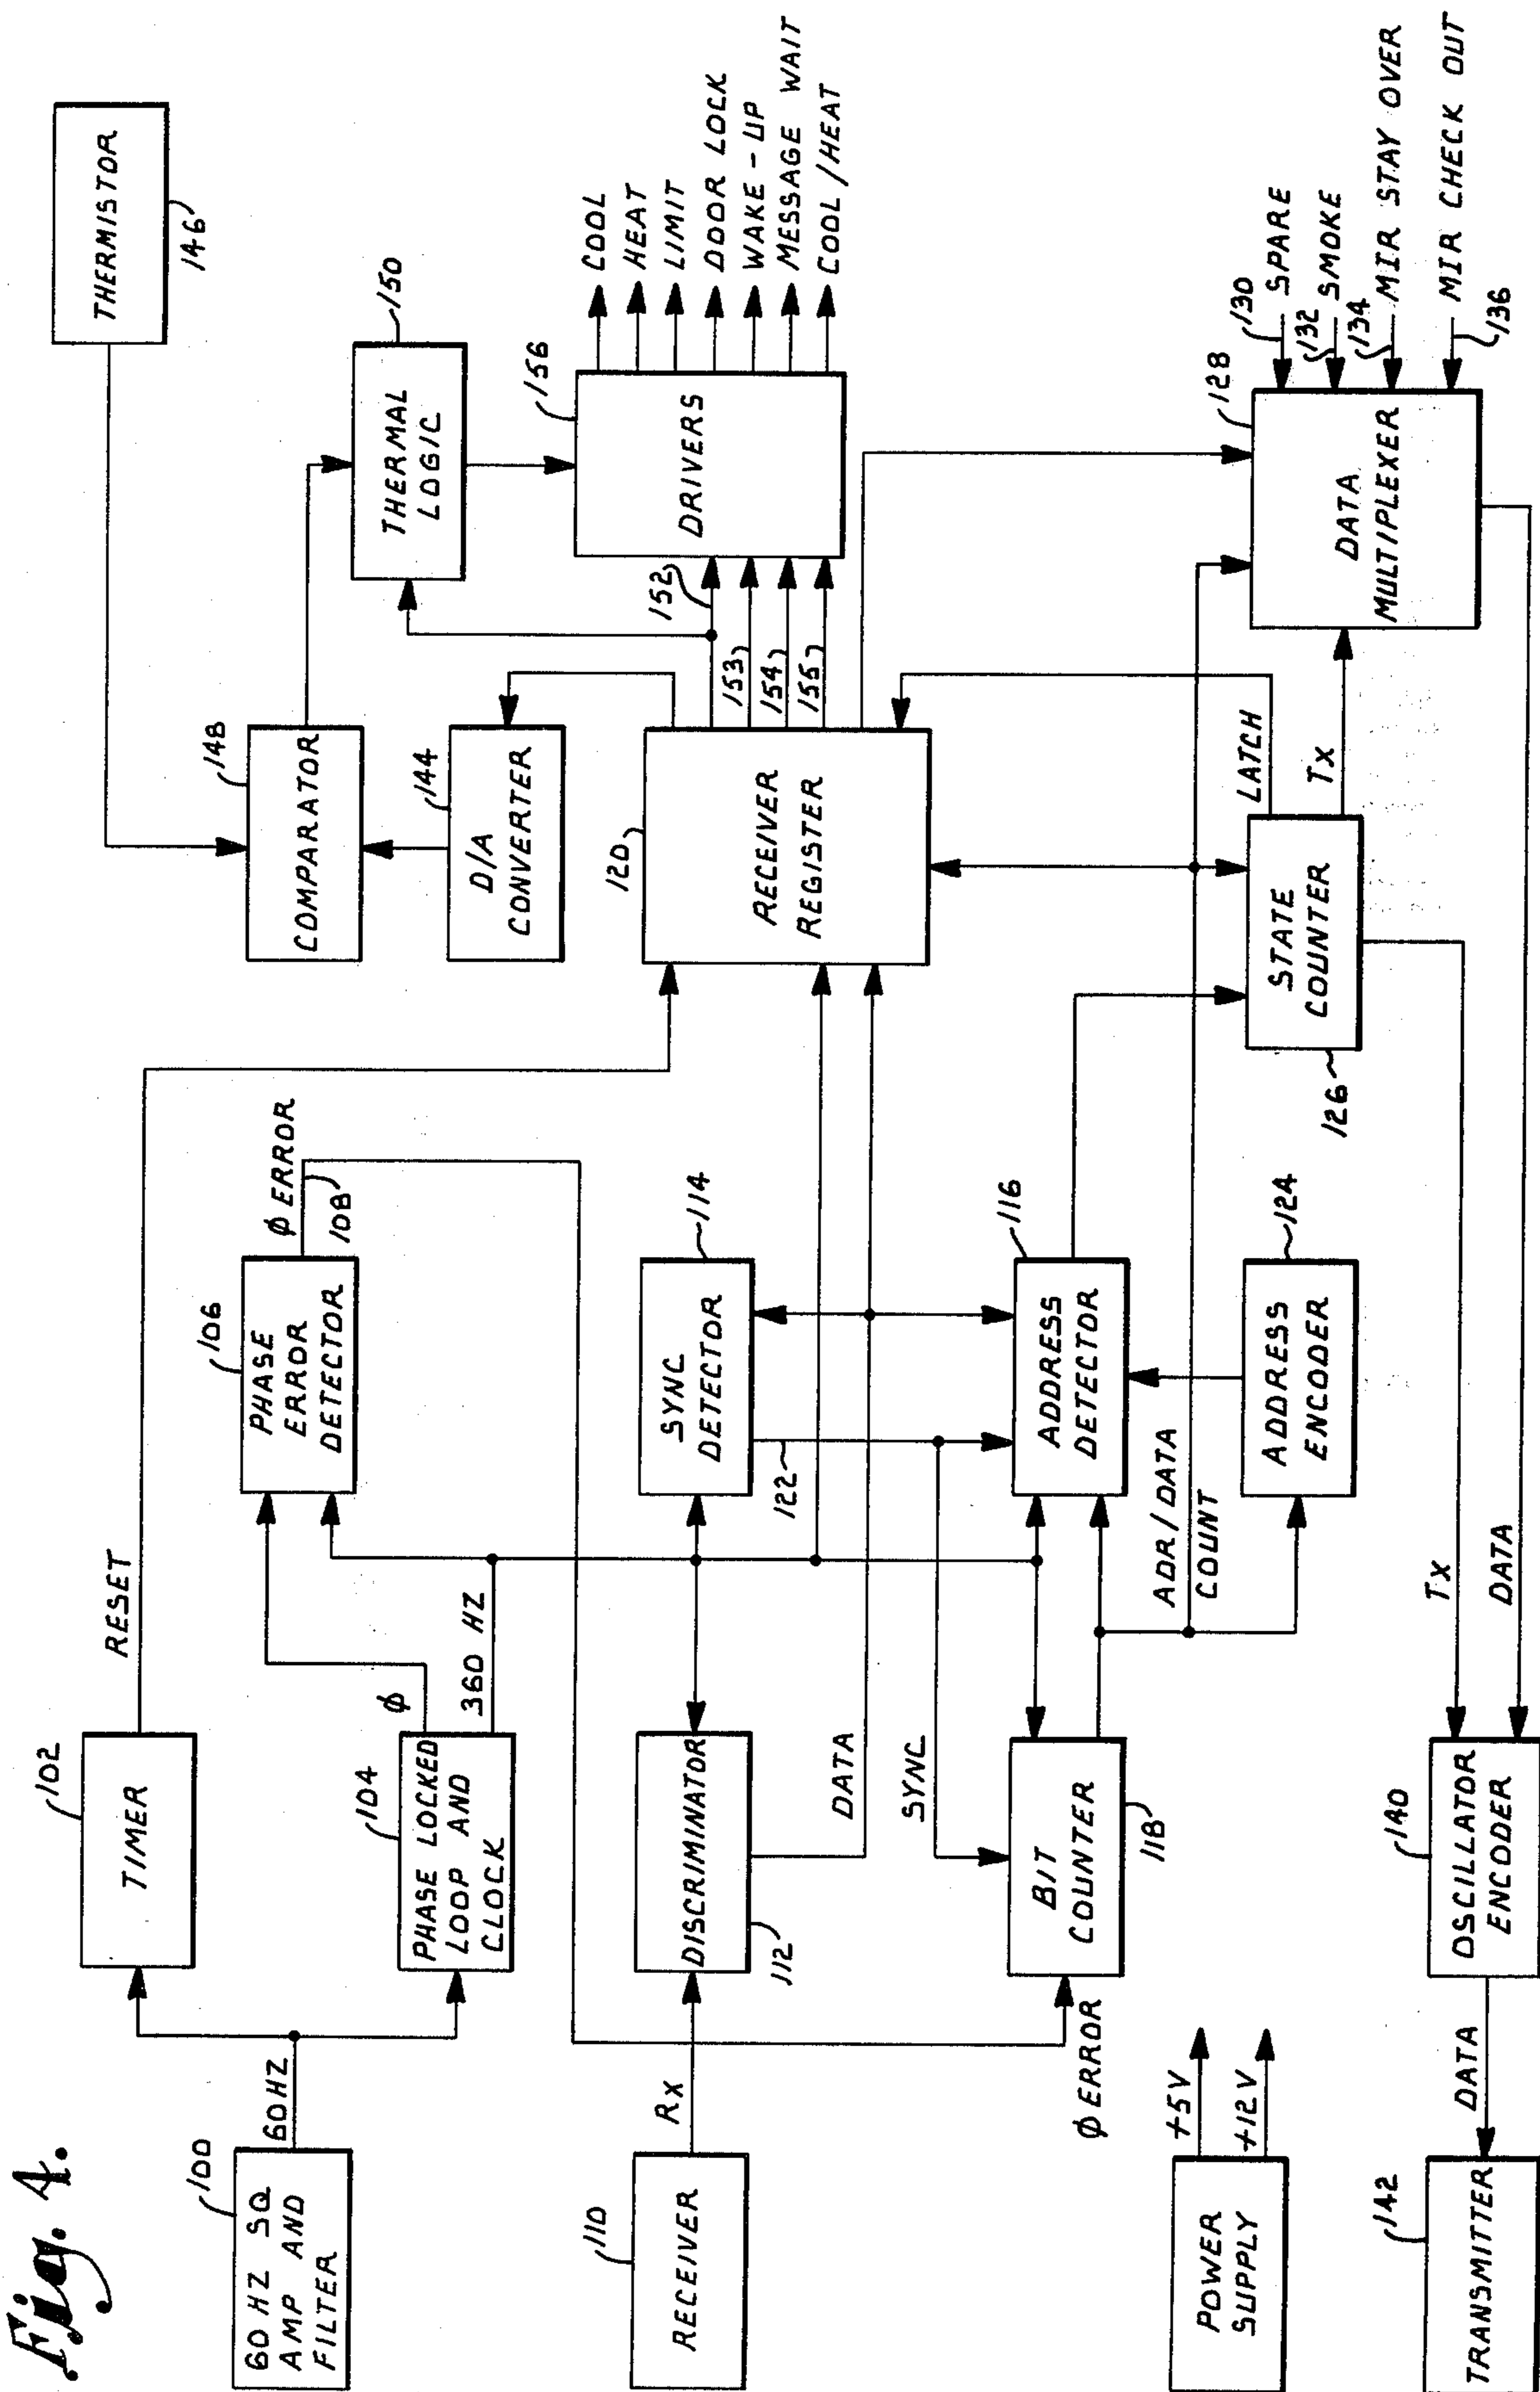 Fig. 4.
100
60 HZ SQ
AMP AND
FILTER
60HZ
102
TIMER
RESET
104
PHASE LOCKED
LOOP AND
CLOCK
φ
360 HZ
106
PHASE
ERROR
DETECTOR
φ ERROR
108
THERMISTOR
146
148
COMPARATOR
144
D/A
CONVERTER
150
THERMAL
LOGIC
110
RECEIVER
Rx
DISCRIMINATOR
112
DATA
SYNC
DETECTOR
114
122
SYNC
120
RECEIVER
REGISTER
152
153
154
155
156
DRIVERS
COOL
HEAT
LIMIT
DOOR LOCK
WAKE-UP
MESSAGE WAIT
COOL/HEAT
φ ERROR
BIT
COUNTER
118
116
ADDRESS
DETECTOR
ADR/DATA
COUNT
124
ADDRESS
ENCODER
LATCH
Tx
STATE
COUNTER
126
128
DATA
MULTIPLEXER
130
SPARE
132
SMOKE
134
MIR STAY OVER
MIR CHECK OUT
136
POWER
SUPPLY
+5V
+12V
142
TRANSMITTER
DATA
140
OSCILLATOR
ENCODER
Tx
DATA